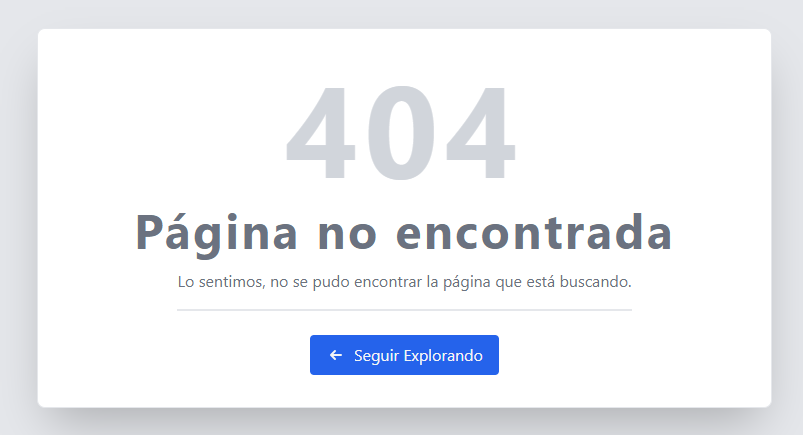 404
Página no encontrada
Lo sentimos, no se pudo encontrar la página que está buscando.
Seguir Explorando